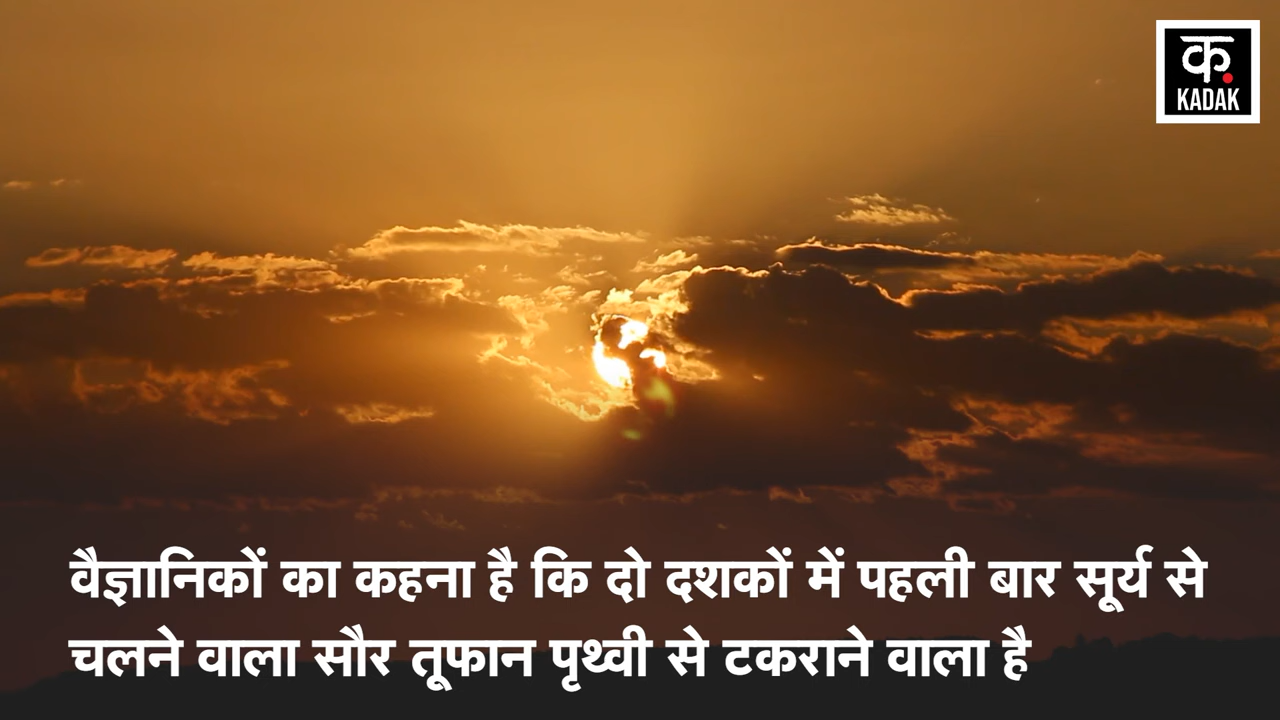 क.
KADAK
वैज्ञानिकों का कहना है कि दो दशकों में पहली बार सूर्य से
चलने वाला सौर तूफान पृथ्वी से टकराने वाला है